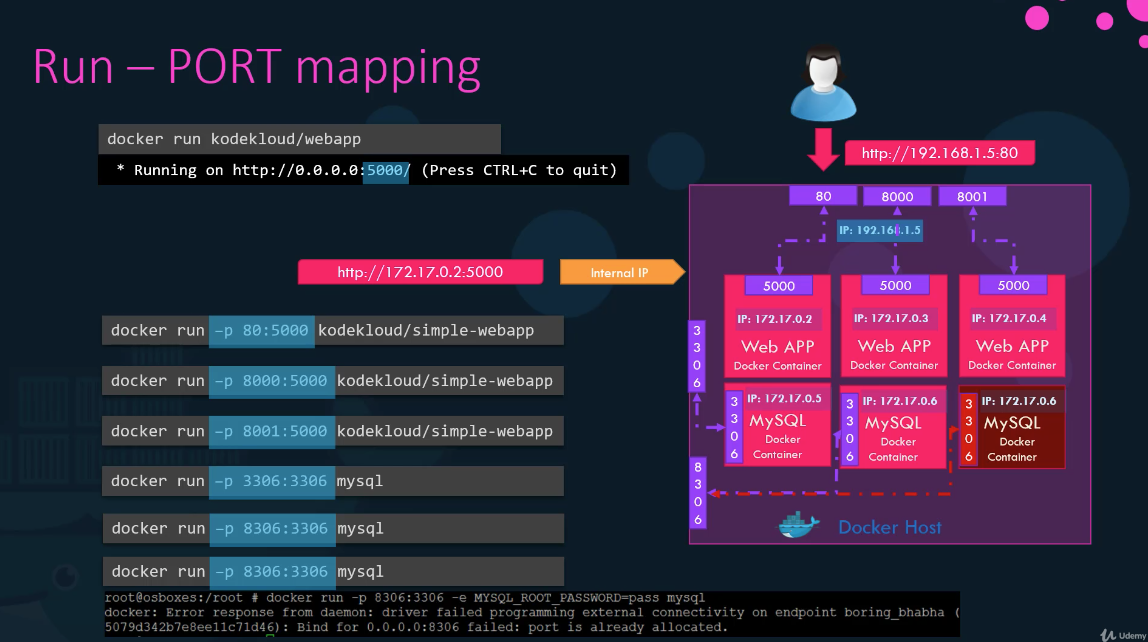 Run – PORT mapping
docker run kodekloud/webapp
* Running on http://0.0.0.0:5000/ (Press CTRL+C to quit)
http://192.168.1.5:80
80
8000
8001
IP: 192.168.1.5
http://172.17.0.2:5000
Internal IP
5000
5000
5000
IP: 172.17.0.2
IP: 172.17.0.3
IP: 172.17.0.4
Web APP
Web APP
Web APP
Docker Container
Docker Container
Docker Container
3306
3306
IP: 172.17.0.5
MySQL
Docker
Container
3306
IP: 172.17.0.6
MySQL
Docker
Container
3306
IP: 172.17.0.6
MySQL
Docker
Container
8306
Docker Host
docker run -p 80:5000 kodekloud/simple-webapp
docker run -p 8000:5000 kodekloud/simple-webapp
docker run -p 8001:5000 kodekloud/simple-webapp
docker run -p 3306:3306 mysql
docker run -p 8306:3306 mysql
docker run -p 8306:3306 mysql
root@osboxes:/root # docker run -p 8306:3306 -e MYSQL_ROOT_PASSWORD=pass mysql
docker: Error response from daemon: driver failed programming external connectivity on endpoint boring_bhabha (
5079d342b7e8ee11c71d46): Bind for 0.0.0.0:8306 failed: port is already allocated.
Udemy